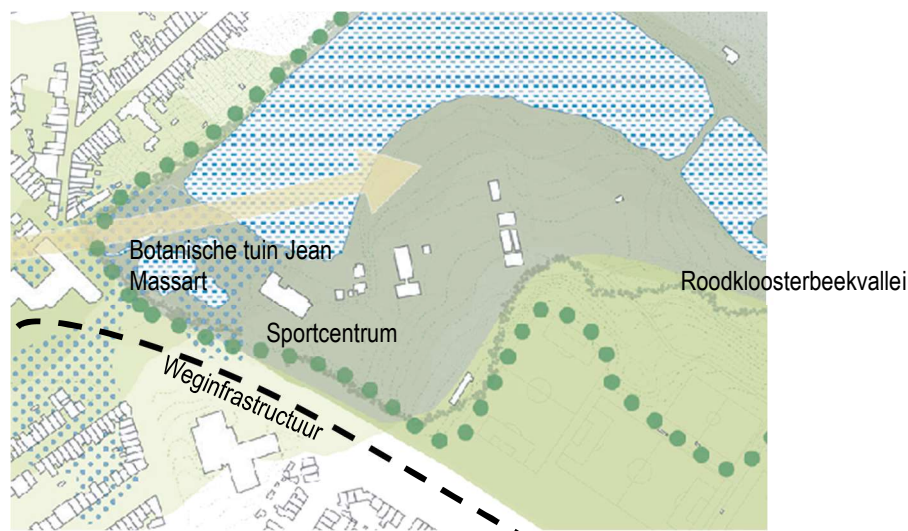 Botanische tuin Jean
Massart
Roodkloosterbeekvallei
Sportcentrum
Weginfrastructuur